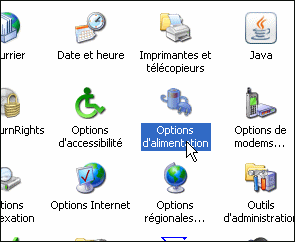 urrier Date et heure Imprimantes et Java
télécopieurs
urnRights Options Options Options de
d'accessibilité d'alimentation modems...
tions Options Internet Options Outils
exation régionales... d'administration